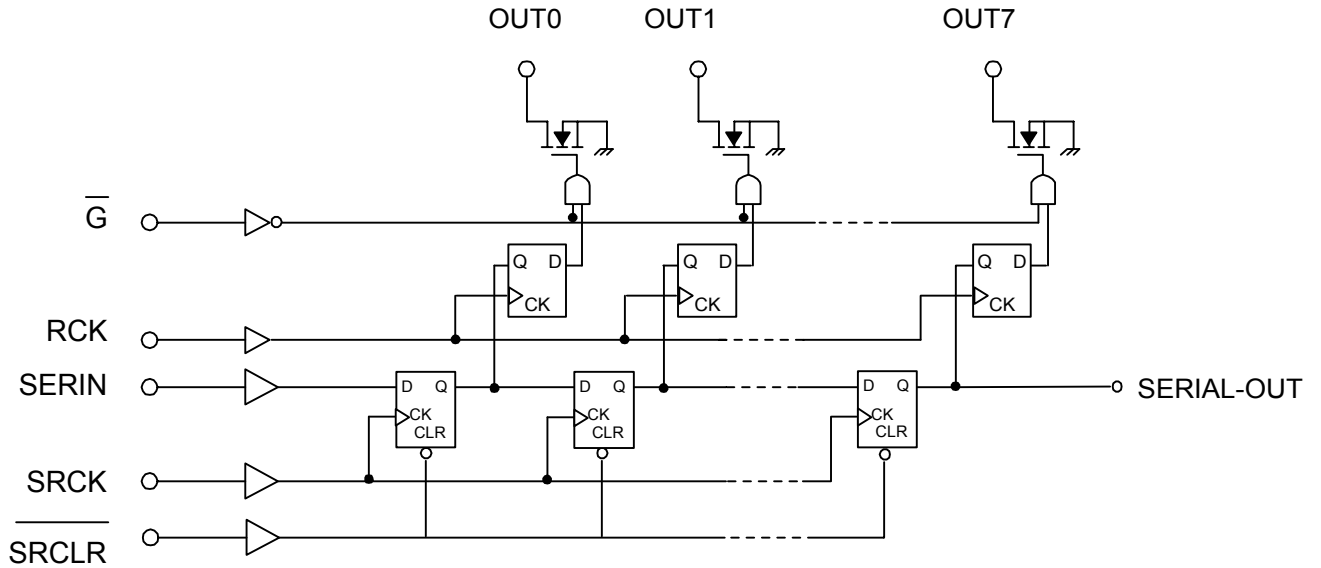 OUT0 OUT1 OUT7
G
Q D Q D Q D
CK CK CK
RCK
SERIN D Q D Q D Q SERIAL-OUT
CK CK CK
CLR CLR CLR
SRCK
SRCLR